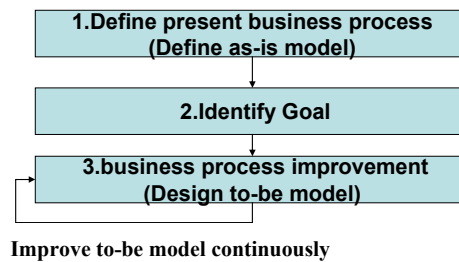 1.Define present business process
(Define as-is model)
2.Identify Goal
3.business process improvement
(Design to-be model)
Improve to-be model continuously